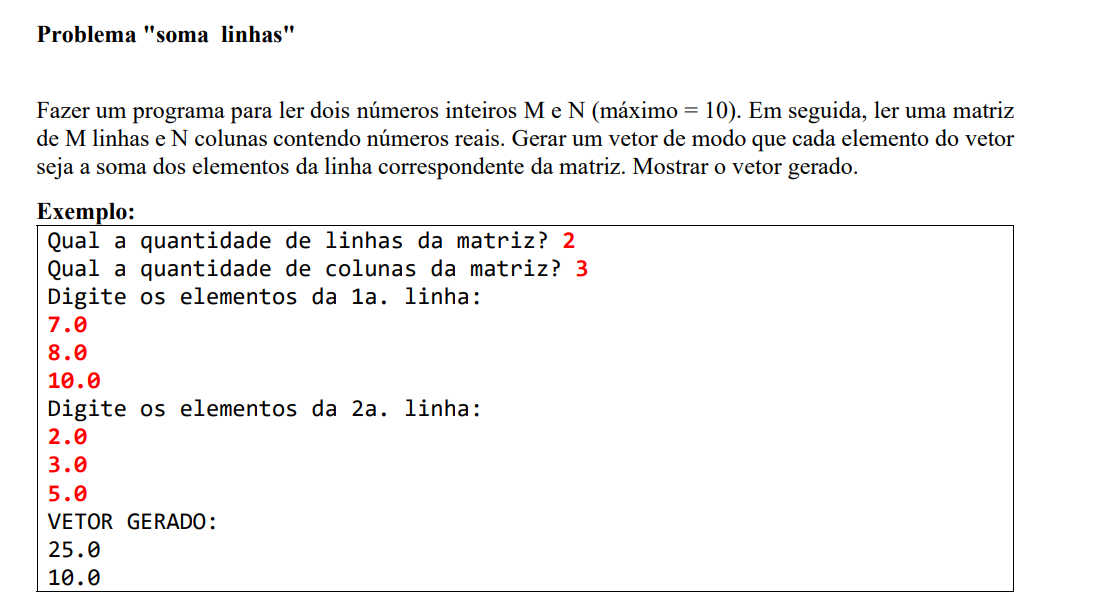 Problema "soma linhas"
Fazer um programa para ler dois números inteiros M e N (máximo = 10). Em seguida, ler uma matriz
de M linhas e N colunas contendo números reais. Gerar um vetor de modo que cada elemento do vetor
seja a soma dos elementos da linha correspondente da matriz. Mostrar o vetor gerado.
Exemplo:
Qual a quantidade de linhas da matriz? 2
Qual a quantidade de colunas da matriz? 3
Digite os elementos da 1a. linha:
7.0
8.0
10.0
Digite os elementos da 2a. linha:
2.0
3.0
5.0
VETOR GERADO:
25.0
10.0